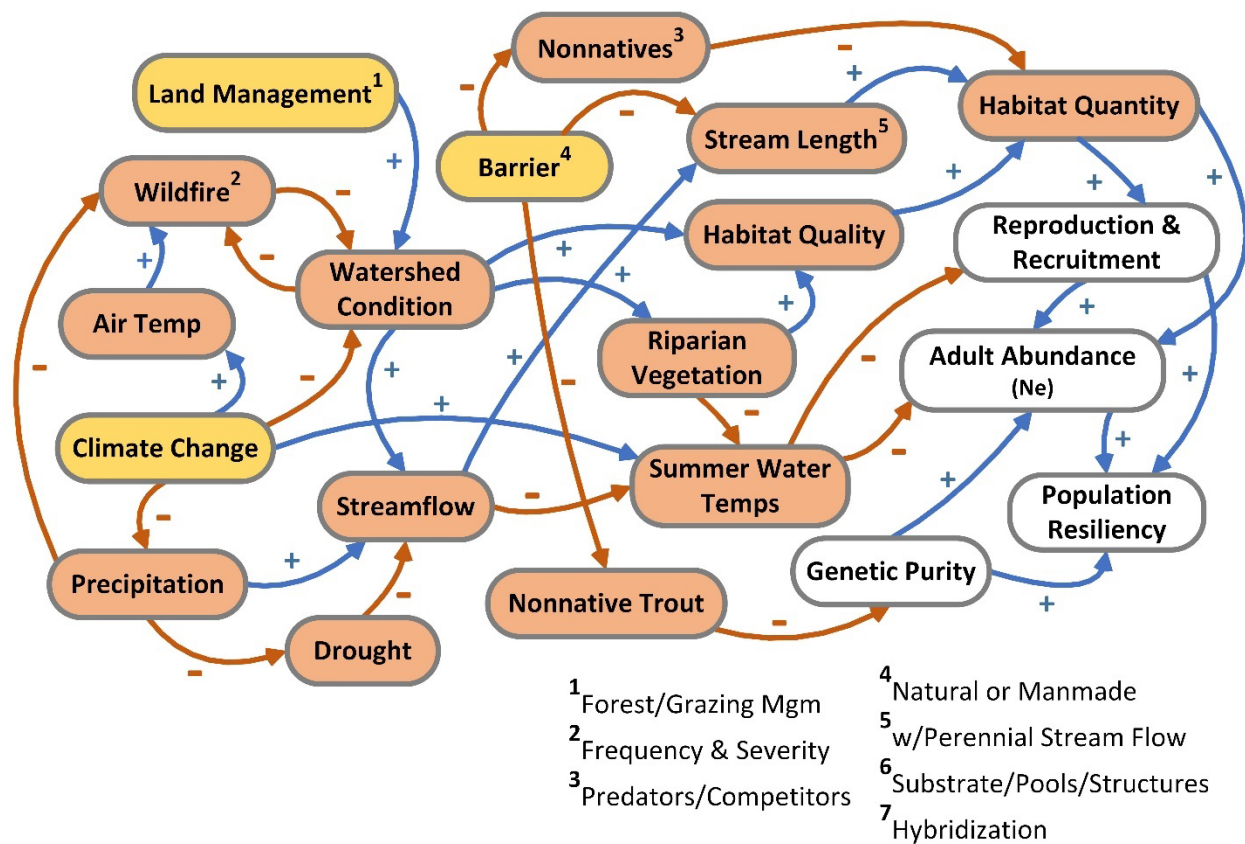 Nonnatives³
Land Management¹
Habitat Quantity
Stream Length⁵
Barrier⁴
Wildfire²
Habitat Quality
Reproduction &
Recruitment
Watershed
Condition
Air Temp
Riparian
Vegetation
Adult Abundance
(Ne)
Climate Change
Summer Water
Temps
Streamflow
Population
Resiliency
Precipitation
Genetic Purity
Nonnative Trout
Drought
¹Forest/Grazing Mgm
²Frequency & Severity
³Predators/Competitors
⁴Natural or Manmade
⁵w/Perennial Stream Flow
⁶Substrate/Pools/Structures
⁷Hybridization